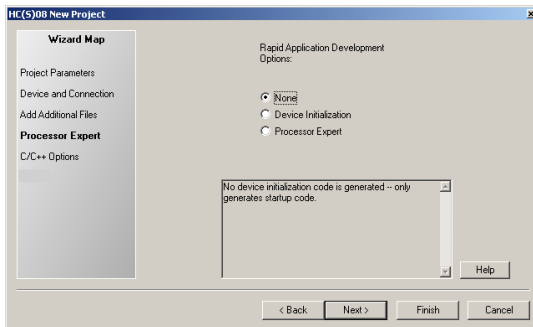 HC(S)08 New Project
Wizard Map
Project Parameters
Device and Connection
Add Additional Files
Processor Expert
C/C++ Options
Rapid Application Development
Options:
None
Device Initialization
Processor Expert
No device initialization code is generated -- only
generates startup code.
Help
< Back
Next >
Finish
Cancel